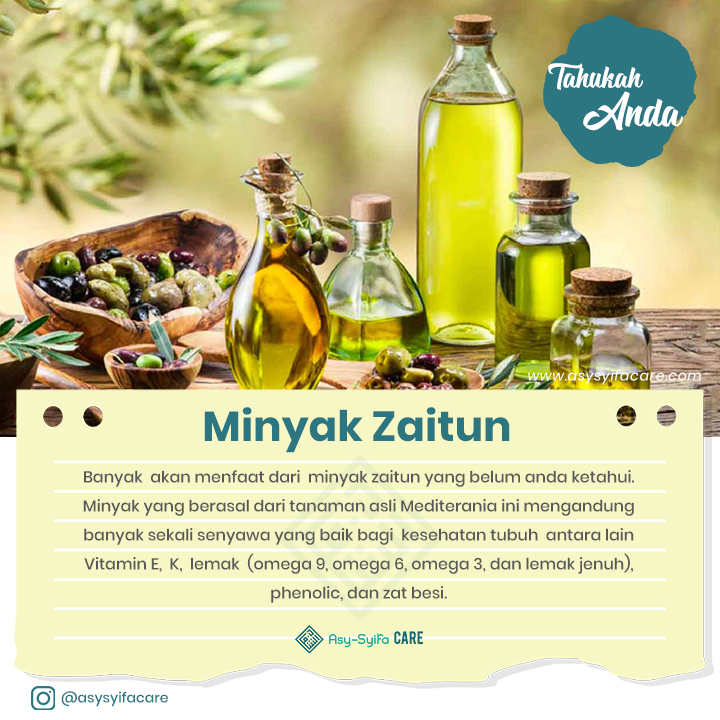 Tahukah
Anda
www.asysyifacare.com
Minyak Zaitun
Banyak akan menfaat dari minyak zaitun yang belum anda ketahui.
Minyak yang berasal dari tanaman asli Mediterania ini mengandung
banyak sekali senyawa yang baik bagi kesehatan tubuh antara lain
Vitamin E, K, lemak (omega 9, omega 6, omega 3, dan lemak jenuh),
phenolic, dan zat besi.
Asy-Syifa CARE
@asysyifacare